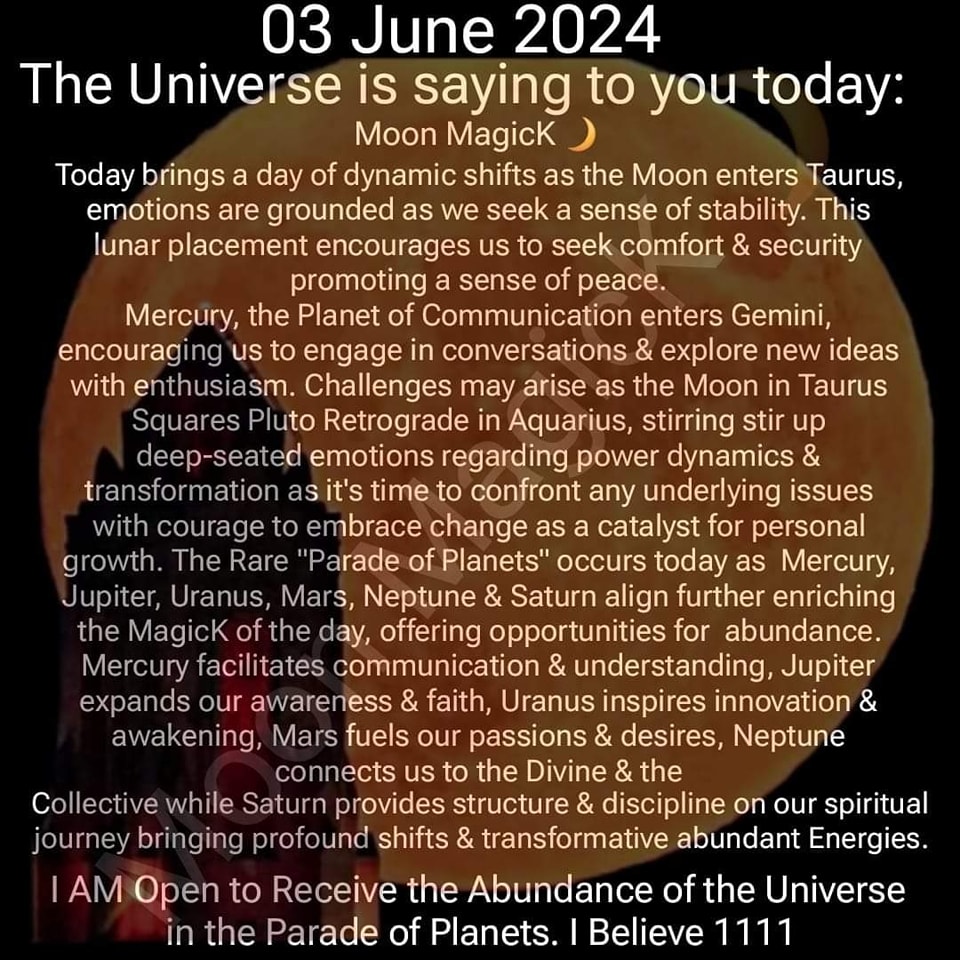 03 June 2024
The Universe is saying to you today:
Moon MagicK 🌙
Today brings a day of dynamic shifts as the Moon enters Taurus,
emotions are grounded as we seek a sense of stability. This
lunar placement encourages us to seek comfort & security
promoting a sense of peace.
Mercury, the Planet of Communication enters Gemini,
encouraging us to engage in conversations & explore new ideas
with enthusiasm. Challenges may arise as the Moon in Taurus
Squares Pluto Retrograde in Aquarius, stirring stir up
deep-seated emotions regarding power dynamics &
transformation as it's time to confront any underlying issues
with courage to embrace change as a catalyst for personal
growth. The Rare "Parade of Planets" occurs today as Mercury,
Jupiter, Uranus, Mars, Neptune & Saturn align further enriching
the MagicK of the day, offering opportunities for abundance.
Mercury facilitates communication & understanding, Jupiter
expands our awareness & faith, Uranus inspires innovation &
awakening, Mars fuels our passions & desires, Neptune
connects us to the Divine & the
Collective while Saturn provides structure & discipline on our spiritual
journey bringing profound shifts & transformative abundant Energies.
I AM Open to Receive the Abundance of the Universe
in the Parade of Planets. I Believe 1111
Moon MagicK